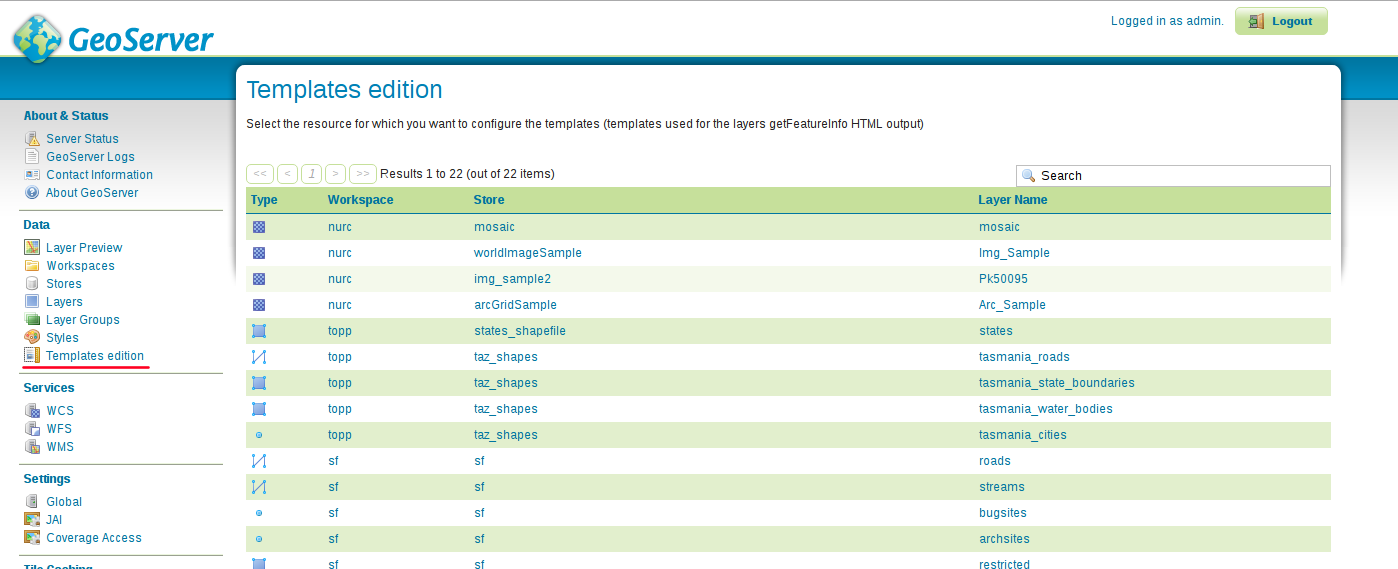 GeoServer
Logged in as admin.
Logout
About & Status
Server Status
GeoServer Logs
Contact Information
About GeoServer
Data
Layer Preview
Workspaces
Stores
Layers
Layer Groups
Styles
Templates edition
Services
WCS
WFS
WMS
Settings
Global
JAI
Coverage Access
Tile Caching
Templates edition
Select the resource for which you want to configure the templates (templates used for the layers getFeatureInfo HTML output)
<< < 1 > >> Results 1 to 22 (out of 22 items)
Search
Type Workspace Store Layer Name
nurc mosaic mosaic
nurc worldImageSample Img_Sample
nurc img_sample2 Pk50095
nurc arcGridSample Arc_Sample
topp states_shapefile states
topp taz_shapes tasmania_roads
topp taz_shapes tasmania_state_boundaries
topp taz_shapes tasmania_water_bodies
topp taz_shapes tasmania_cities
sf sf roads
sf sf streams
sf sf bugsites
sf sf archsites
sf sf restricted